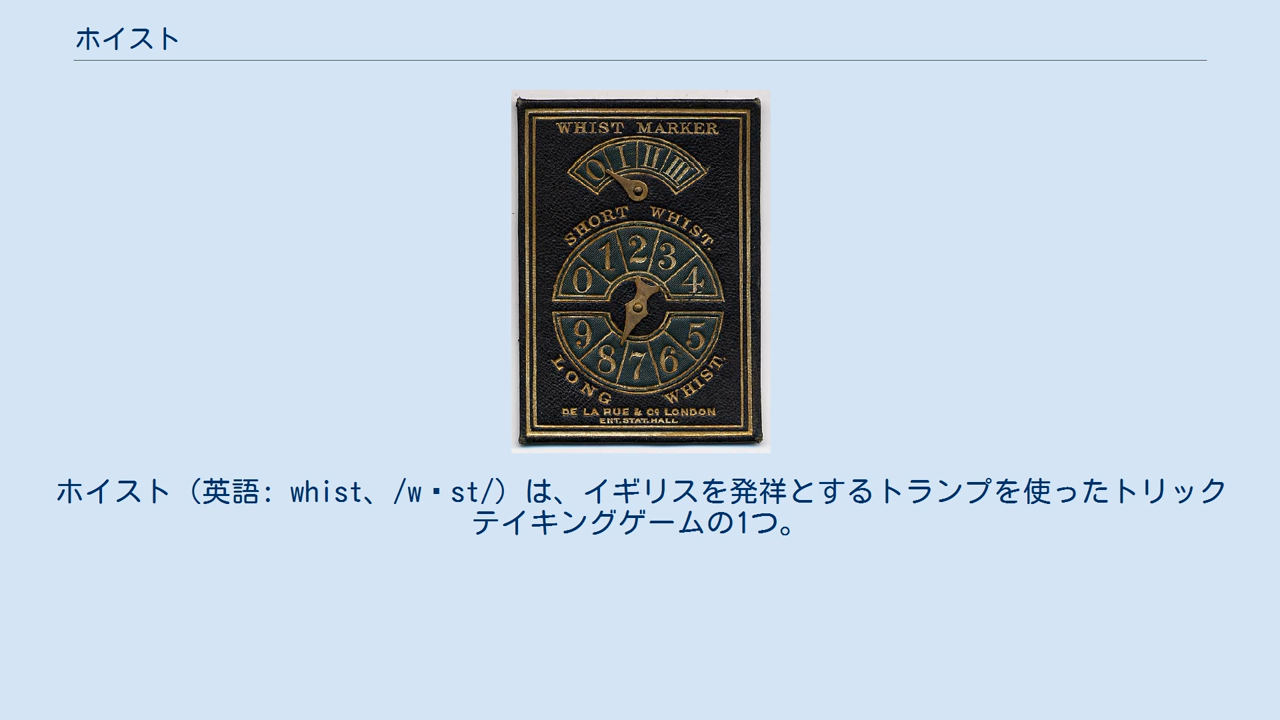 ホイスト
WHIST MARKER
0 I II III
SHORT WHIST.
0 1 2 3 4
9 8 7 6 5
LONG WHIST.
DE LA RUE & Co LONDON
ENT. STAT. HALL
ホイスト（英語: whist、/w▪st/）は、イギリスを発祥とするトランプを使ったトリック
テイキングゲームの1つ。